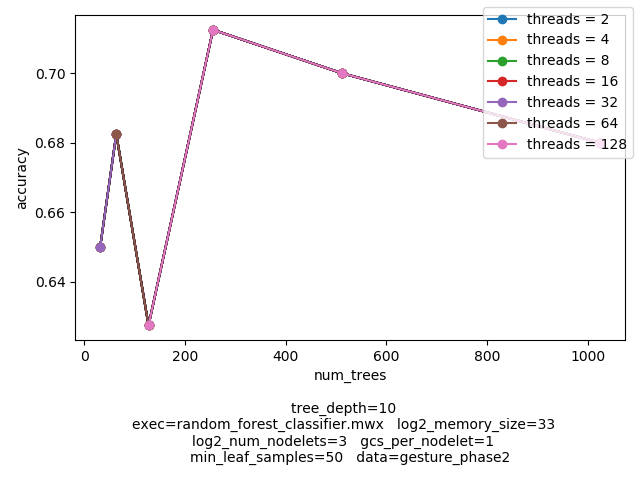 threads = 2
threads = 4
threads = 8
threads = 16
threads = 32
threads = 64
threads = 128
0.70
0.68
0.66
0.64
accuracy
0 200 400 600 800 1000
num_trees
tree_depth=10
exec=random_forest_classifier.mwx log2_memory_size=33
log2_num_nodelets=3 gcs_per_nodelet=1
min_leaf_samples=50 data=gesture_phase2